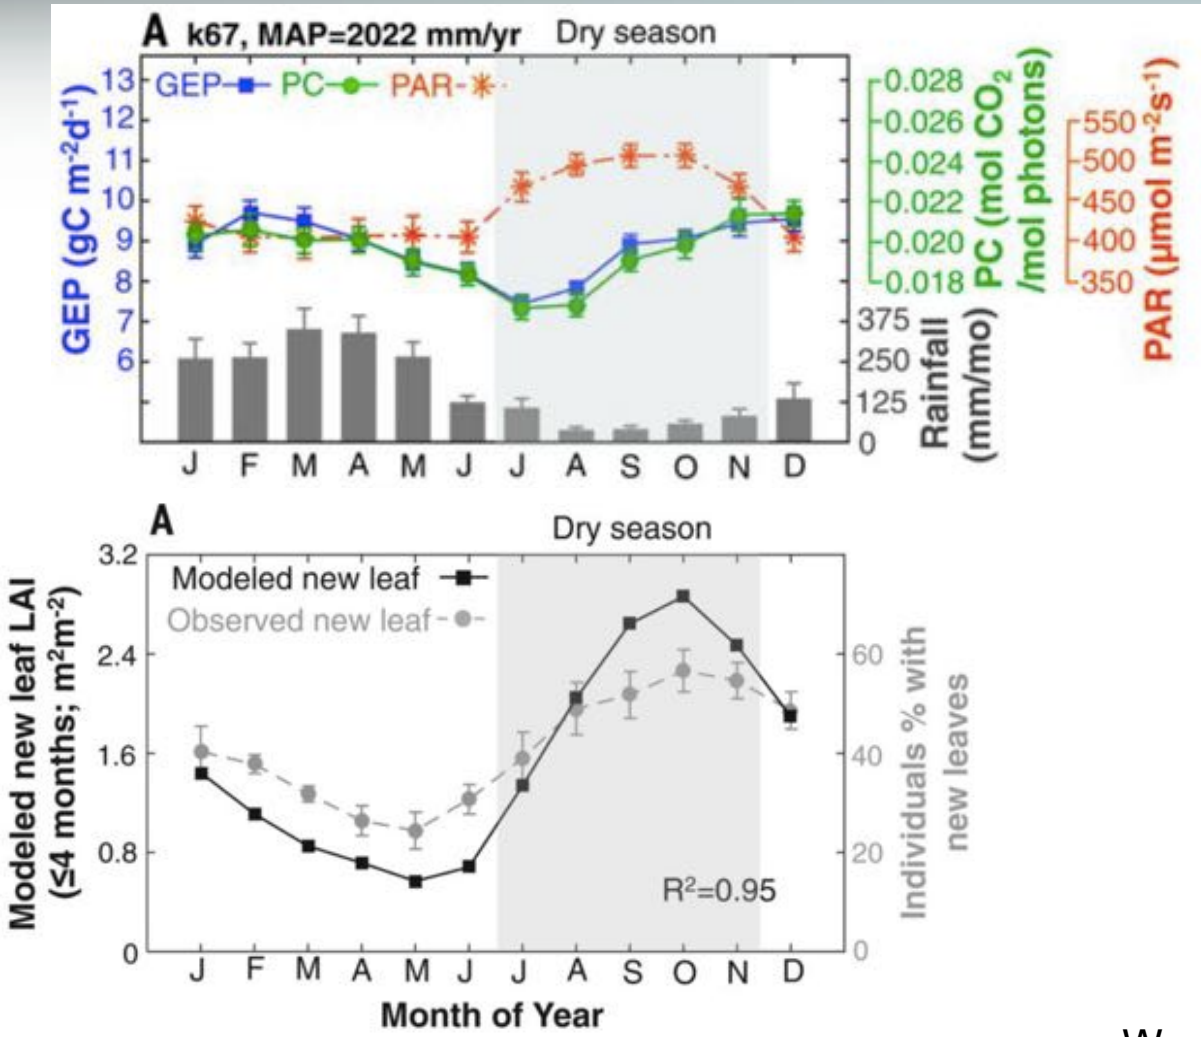 A k67, MAP=2022 mm/yr Dry season
GEP PC PAR
GEP (gC m⁻²d⁻¹)
13
12
11
10
9
8
7
6
0.028
0.026
0.024
0.022
0.020
0.018
PC (mol CO₂
/mol photons)
550
500
450
400
350
PAR (μmol m⁻²s⁻¹)
375
250
125
0
Rainfall
(mm/mo)
J F M A M J J A S O N D
A
Dry season
Modeled new leaf
Observed new leaf
Modeled new leaf LAI
(≤4 months; m²m⁻²)
3.2
2.4
1.6
0.8
0
60
40
20
0
Individuals % with
new leaves
R²=0.95
J F M A M J J A S O N D
Month of Year